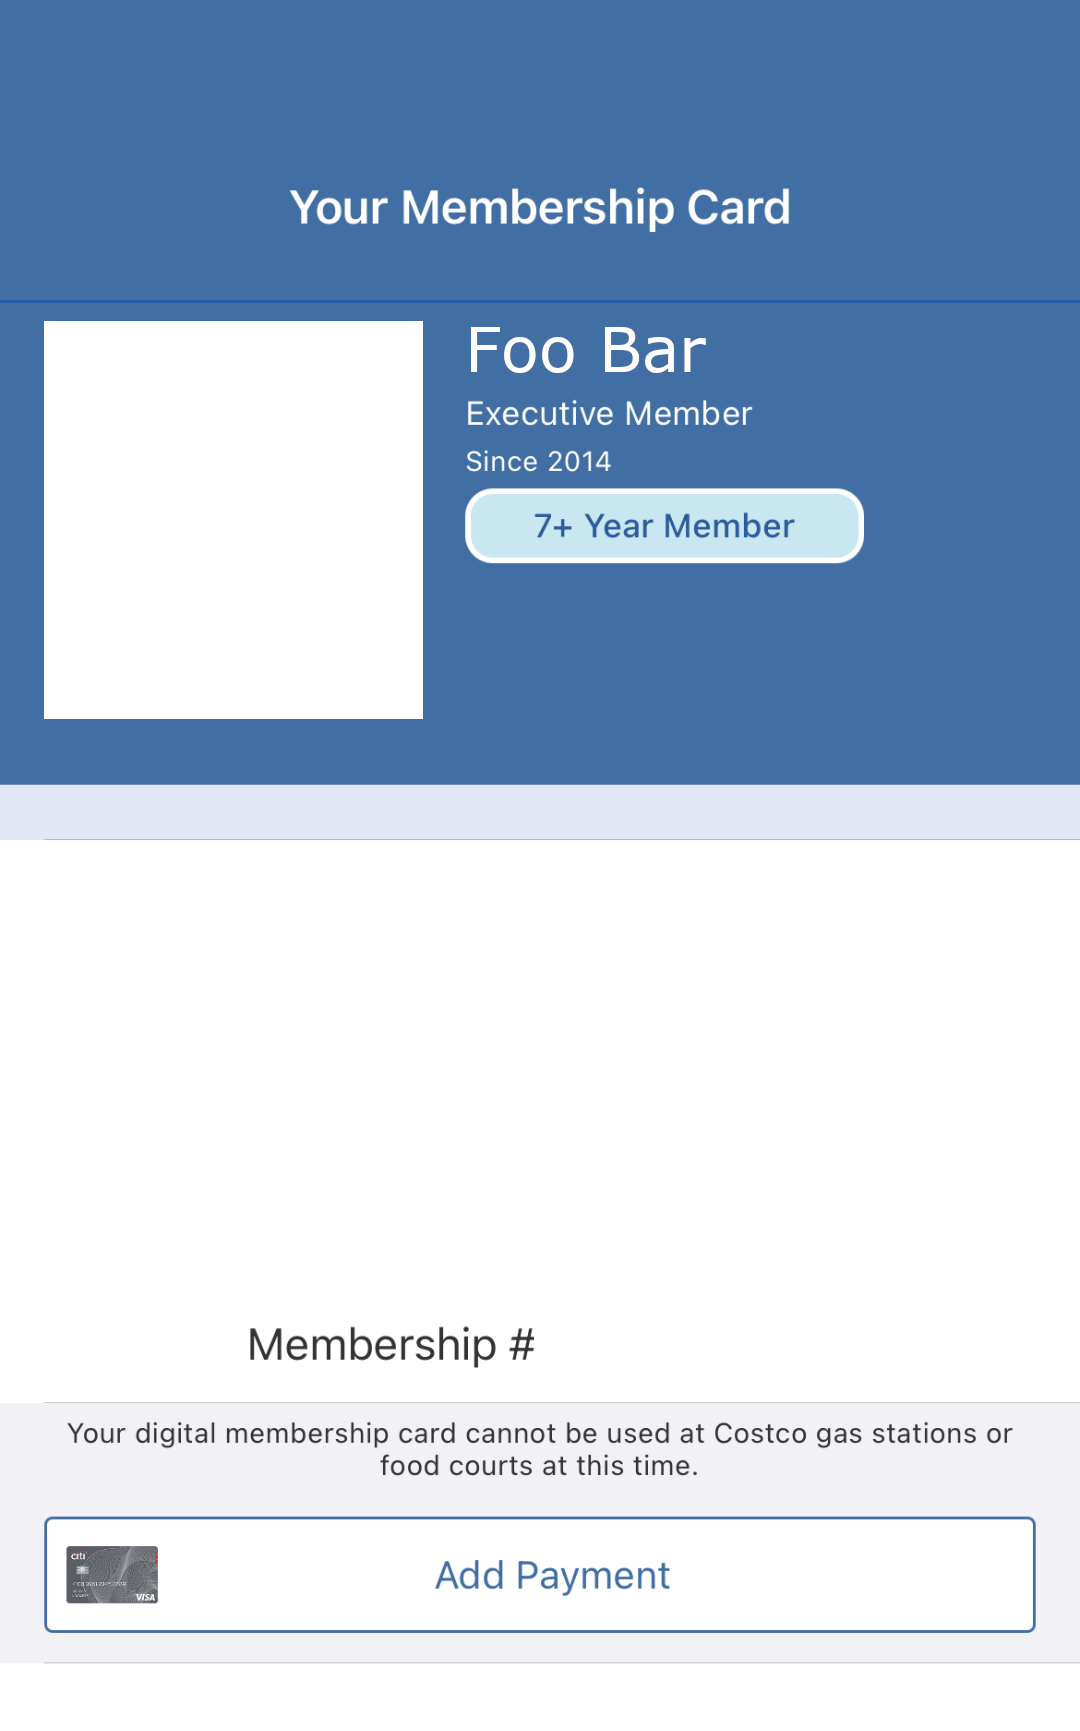 Your Membership Card
Foo Bar
Executive Member
Since 2014
7+ Year Member
Membership #
Your digital membership card cannot be used at Costco gas stations or
food courts at this time.
citi
VISA
Add Payment